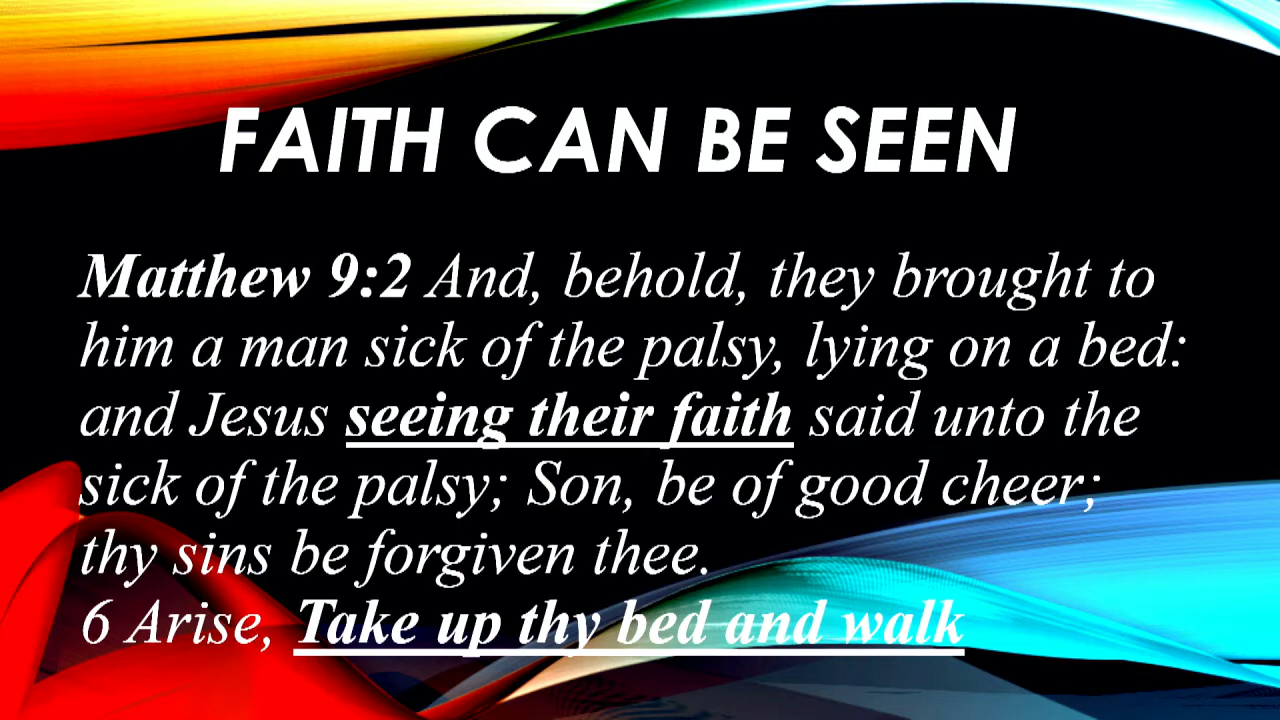 FAITH CAN BE SEEN
Matthew 9:2 And, behold, they brought to
him a man sick of the palsy, lying on a bed:
and Jesus seeing their faith said unto the
sick of the palsy; Son, be of good cheer;
thy sins be forgiven thee.
6 Arise, Take up thy bed and walk